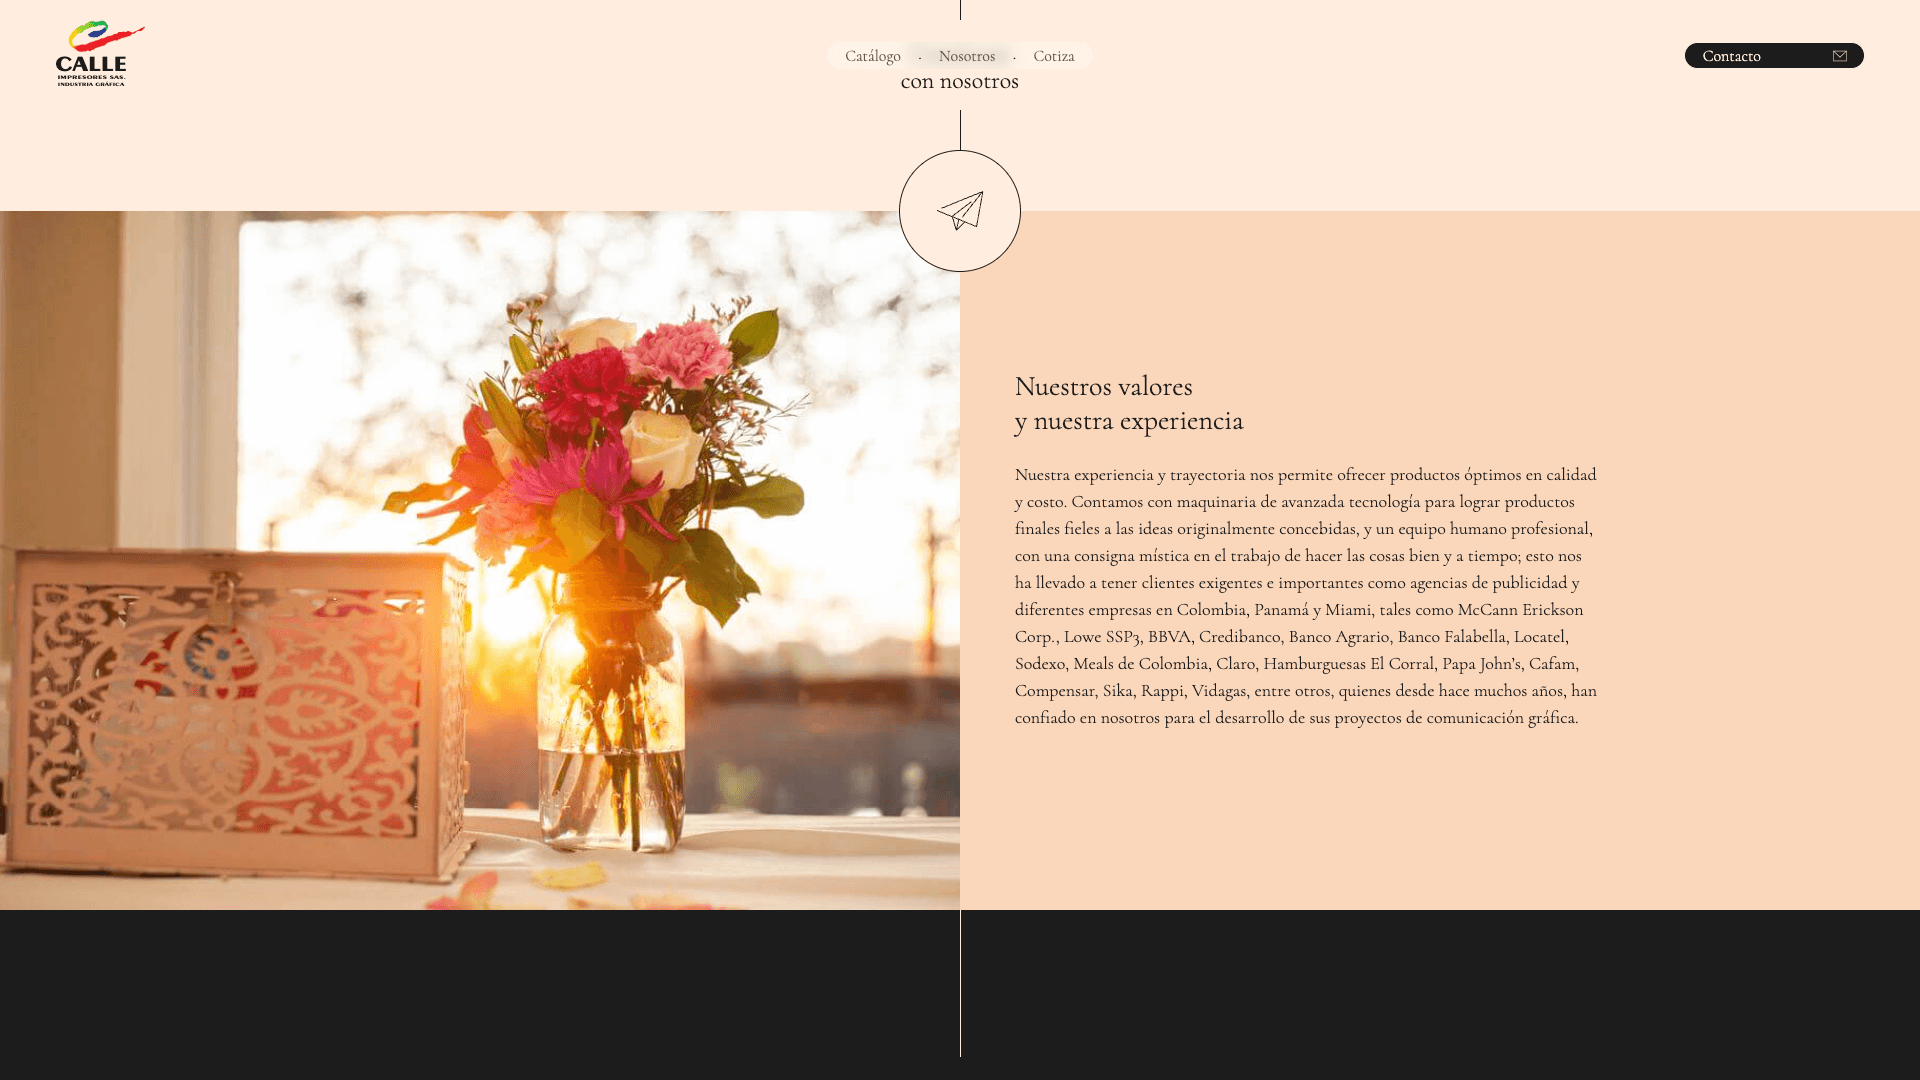 CALLE
IMPRESORES SAS.
INDUSTRIA GRÁFICA
Catálogo . Nosotros . Cotiza
Contacto
con nosotros
Nuestros valores
y nuestra experiencia
Nuestra experiencia y trayectoria nos permite ofrecer productos óptimos en calidad
y costo. Contamos con maquinaria de avanzada tecnología para lograr productos
finales fieles a las ideas originalmente concebidas, y un equipo humano profesional,
con una consigna mística en el trabajo de hacer las cosas bien y a tiempo; esto nos
ha llevado a tener clientes exigentes e importantes como agencias de publicidad y
diferentes empresas en Colombia, Panamá y Miami, tales como McCann Erickson
Corp., Lowe SSP3, BBVA, Credibanco, Banco Agrario, Banco Falabella, Locatel,
Sodexo, Meals de Colombia, Claro, Hamburguesas El Corral, Papa John’s, Cafam,
Compensar, Sika, Rappi, Vidagas, entre otros, quienes desde hace muchos años, han
confiado en nosotros para el desarrollo de sus proyectos de comunicación gráfica.